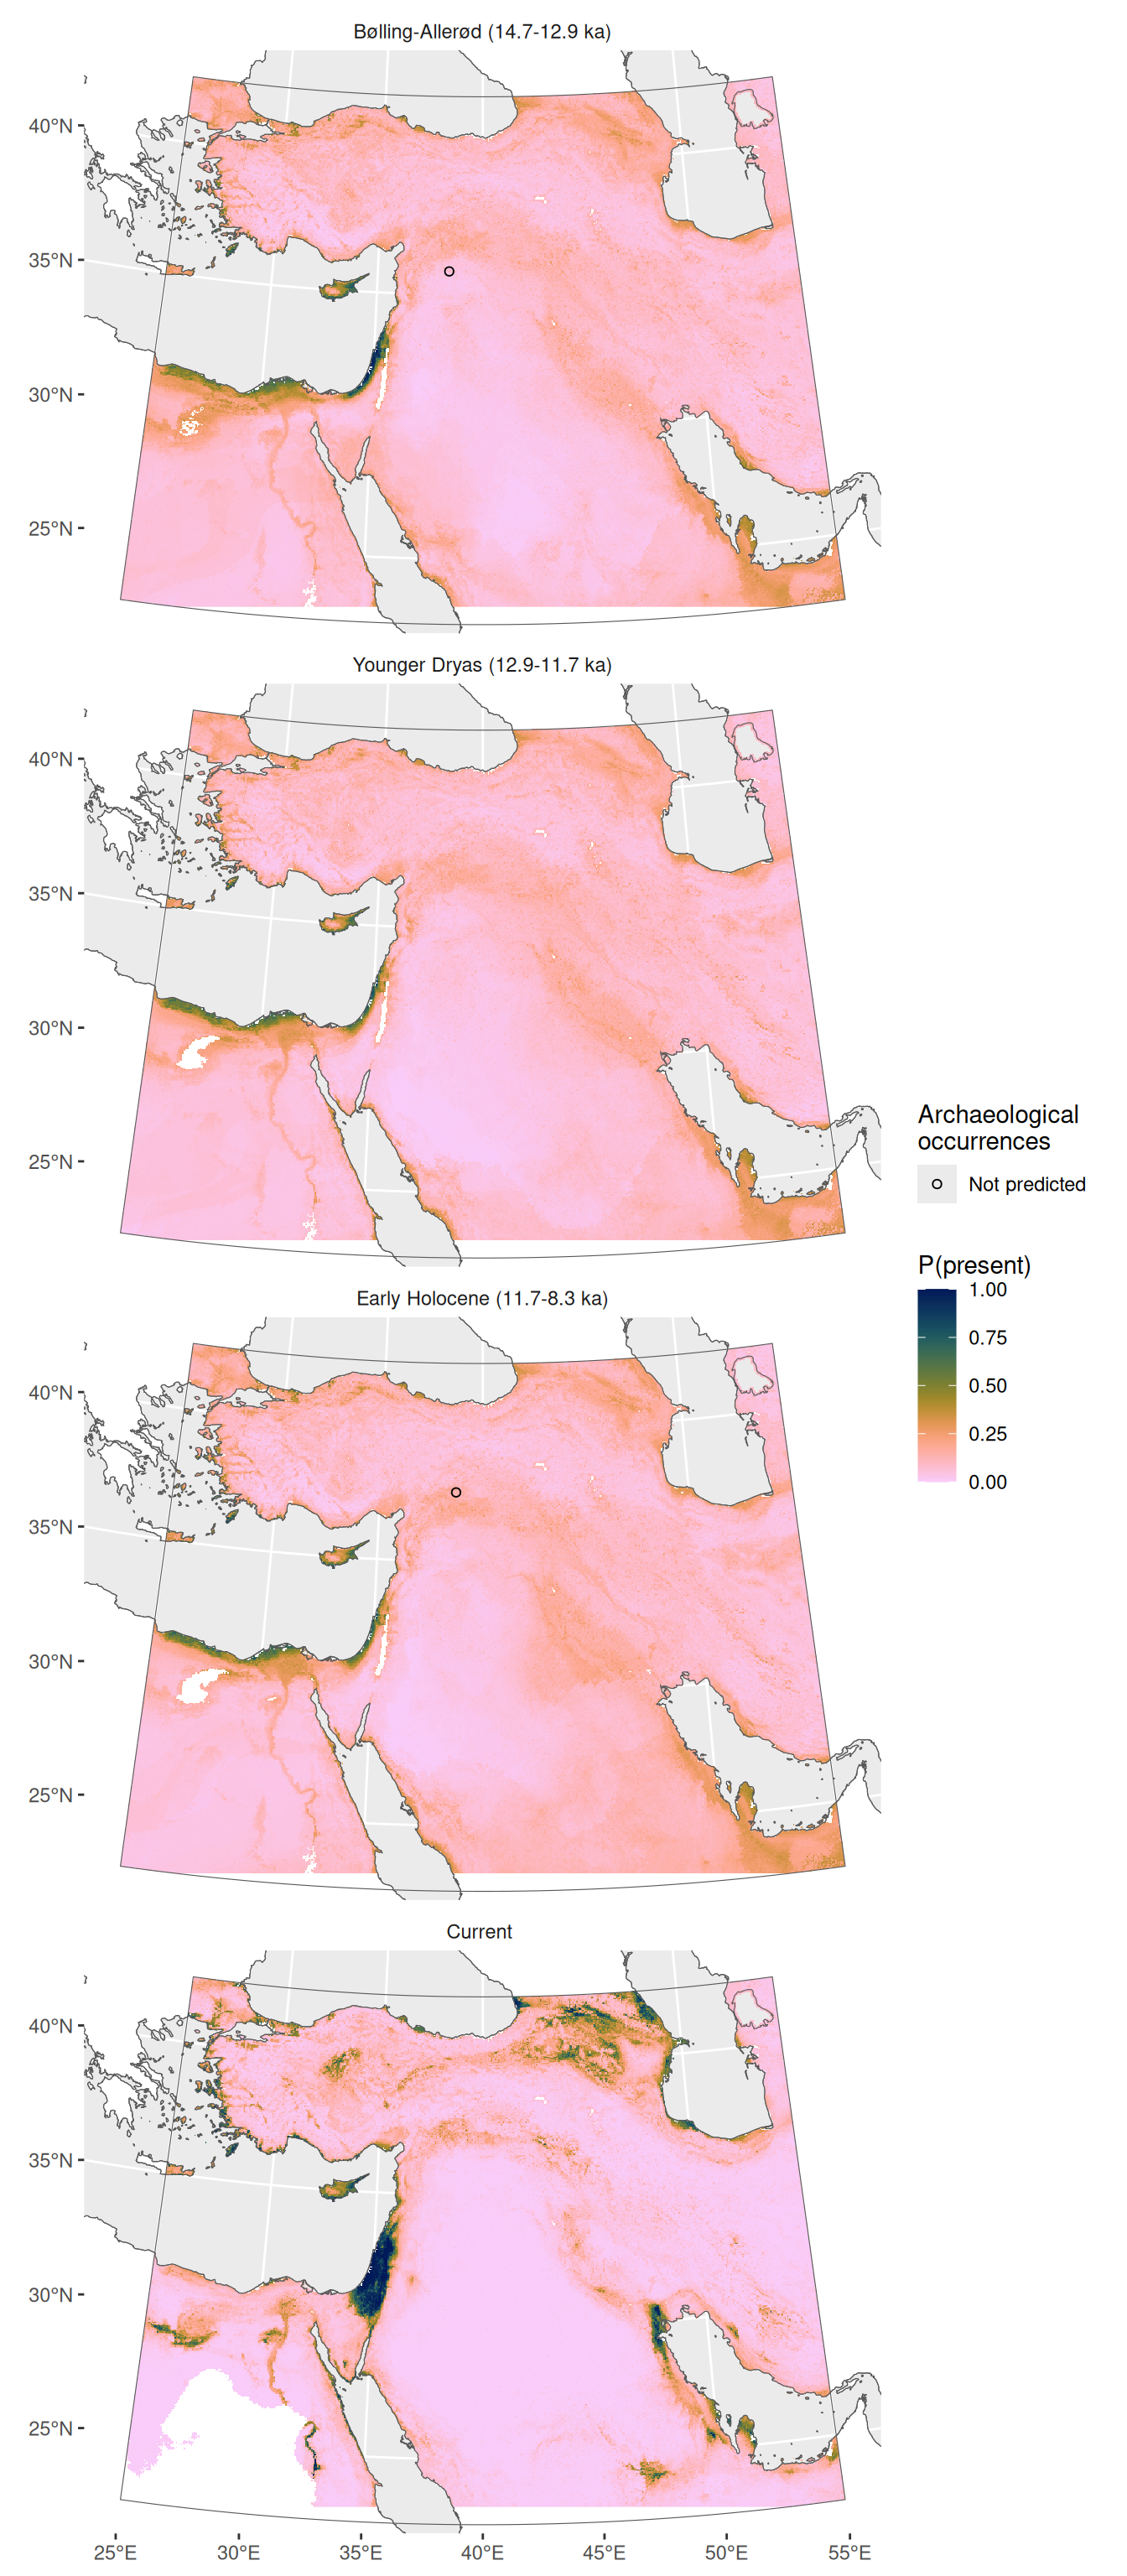 Bølling-Allerød (14.7-12.9 ka)
40°N
35°N
30°N
25°N
Younger Dryas (12.9-11.7 ka)
40°N
35°N
30°N
25°N
Archaeological
occurrences
Not predicted
P(present)
1.00
0.75
0.50
0.25
0.00
Early Holocene (11.7-8.3 ka)
40°N
35°N
30°N
25°N
Current
40°N
35°N
30°N
25°N
25°E 30°E 35°E 40°E 45°E 50°E 55°E